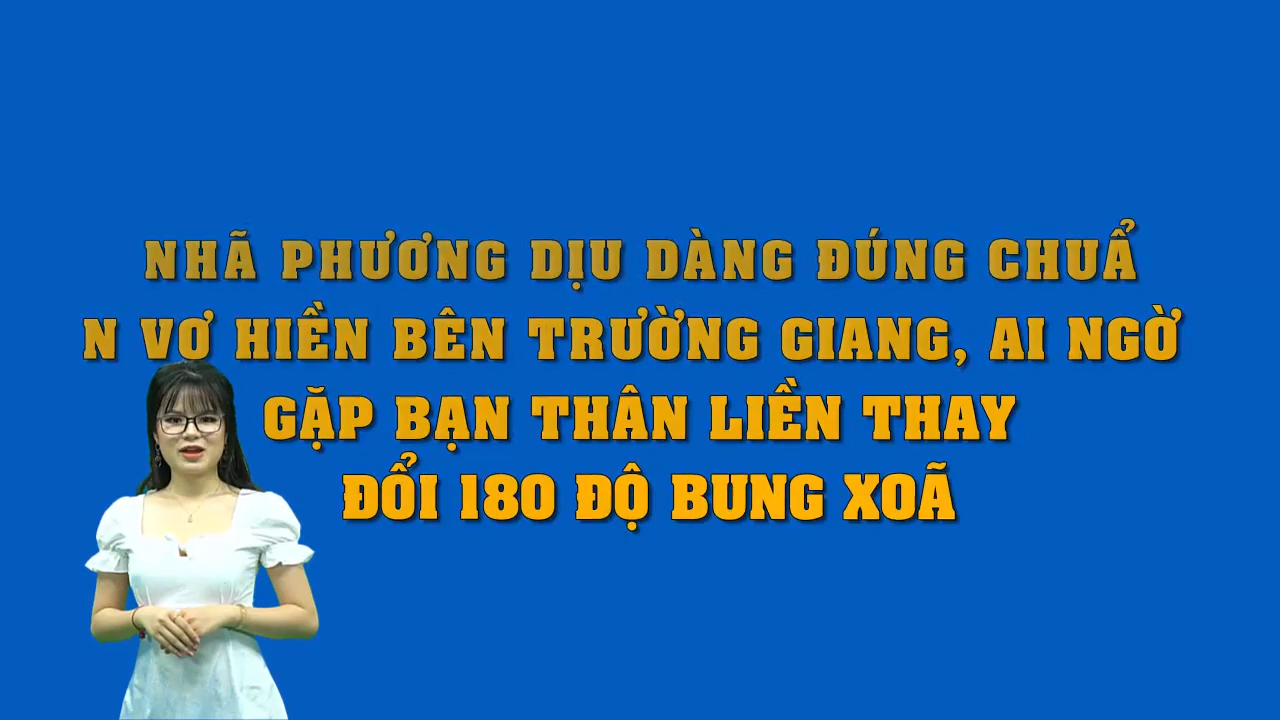 NHÃ PHƯƠNG DỊU DÀNG ĐÚNG CHUẨ
N VƠ HIỀN BÊN TRƯỜNG GIANG, AI NGỜ
GẶP BẠN THÂN LIỀN THAY
ĐỔI 180 ĐỘ BUNG XOÃ